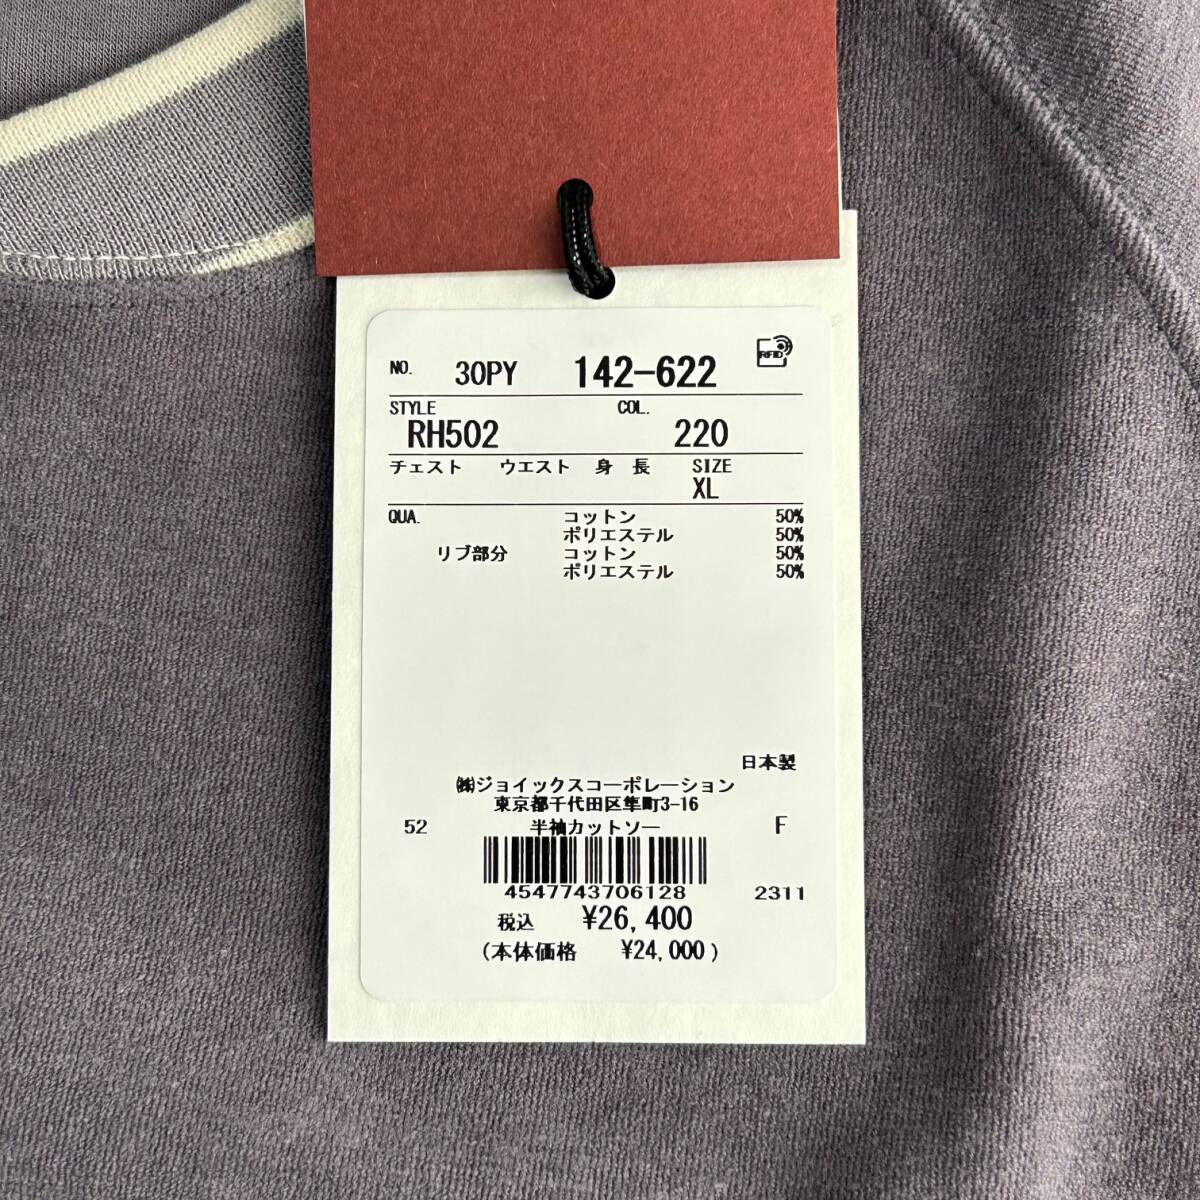 NO. 30PY 142-622 RFID
STYLE COL.
RH502 220
チェスト ウエスト 身 長 SIZE
XL
QUA. コットン 50%
ポリエステル 50%
リブ部分 コットン 50%
ポリエステル 50%
日本製
㈱ジョイックスコーポレーション
東京都千代田区隼町3-16
52 半袖カットソー F
4547743706128 2311
税込 ¥26,400
(本体価格 ¥24,000)